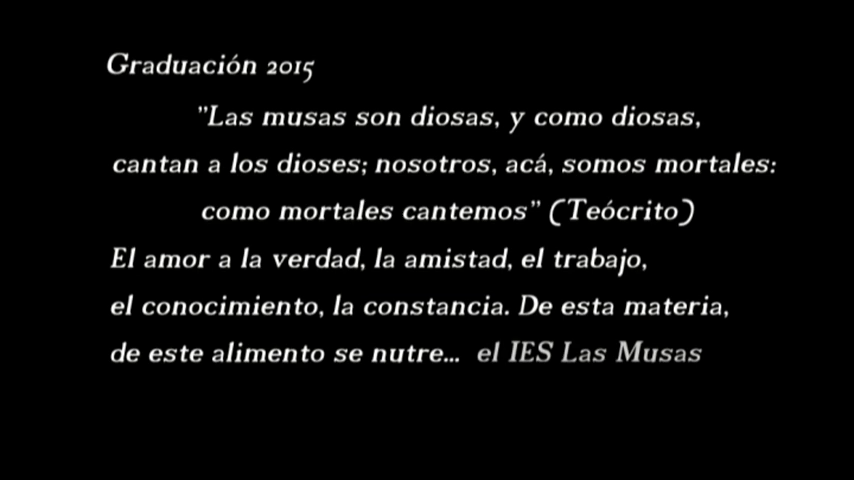 Graduación 2015
"Las musas son diosas, y como diosas,
cantan a los dioses; nosotros, acá, somos mortales:
como mortales cantemos" (Teócrito)
El amor a la verdad, la amistad, el trabajo,
el conocimiento, la constancia. De esta materia,
de este alimento se nutre... el IES Las Musas